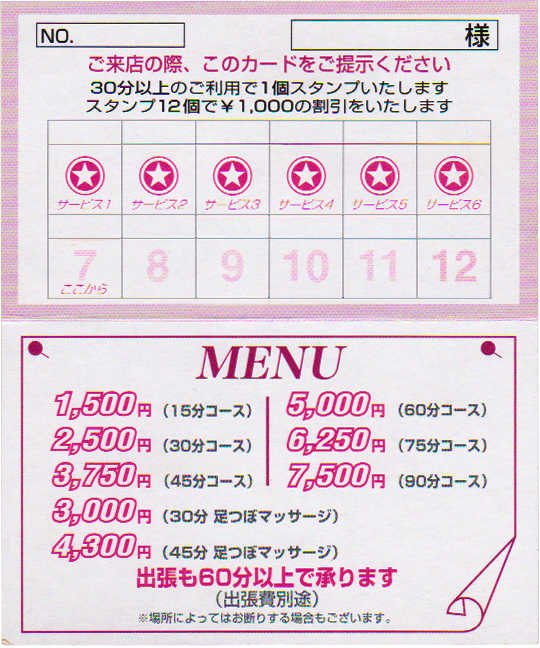 NO.
様
ご来店の際、このカードをご提示ください
30分以上のご利用で1個スタンプいたします
スタンプ12個で￥1,000の割引をいたします
サービス1 サービス2 サービス3 サービス4 サービス5 サービス6
7 8 9 10 11 12
ここから
MENU
1,500円（15分コース） 5,000円（60分コース）
2,500円（30分コース） 6,250円（75分コース）
3,750円（45分コース） 7,500円（90分コース）
3,000円（30分 足つぼマッサージ）
4,300円（45分 足つぼマッサージ）
出張も60分以上で承ります
（出張費別途）
※場所によってはお断りする場合もございます。